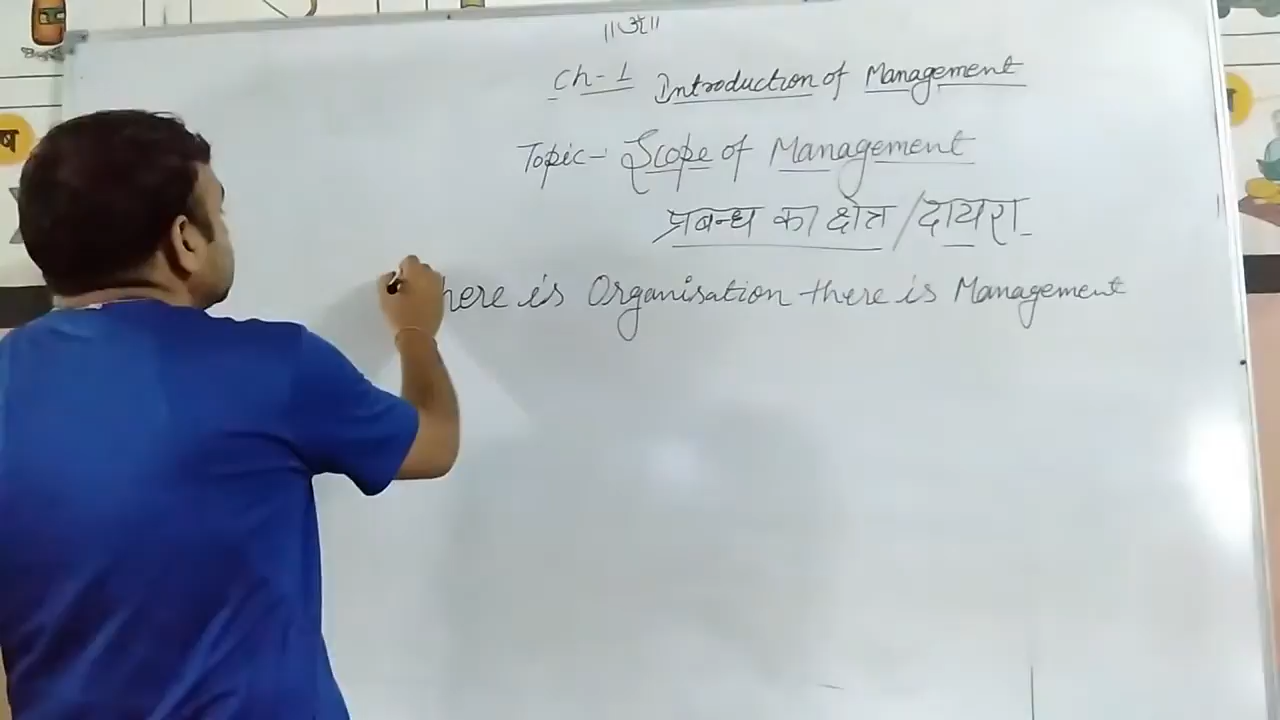 ॥ॐ॥
Ch-1 Introduction of Management
Topic- Scope of Management
प्रबन्ध का क्षेत्र/दायरा
here is Organisation there is Management
ष